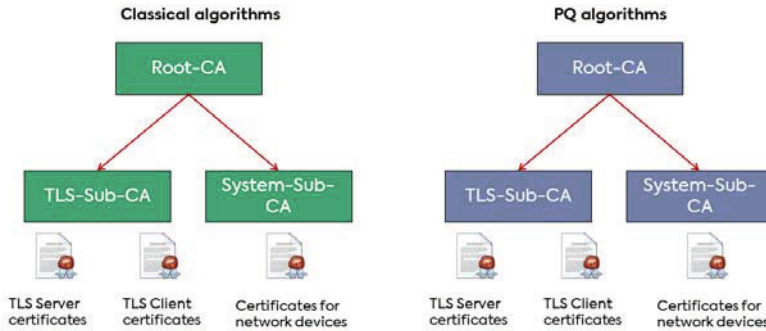 Classical algorithms
PQ algorithms
Root-CA
Root-CA
TLS-Sub-CA
System-Sub-
CA
TLS-Sub-CA
System-Sub-
CA
TLS Server
certificates
TLS Client
certificates
Certificates for
network devices
TLS Server
certificates
TLS Client
certificates
Certificates for
network devices